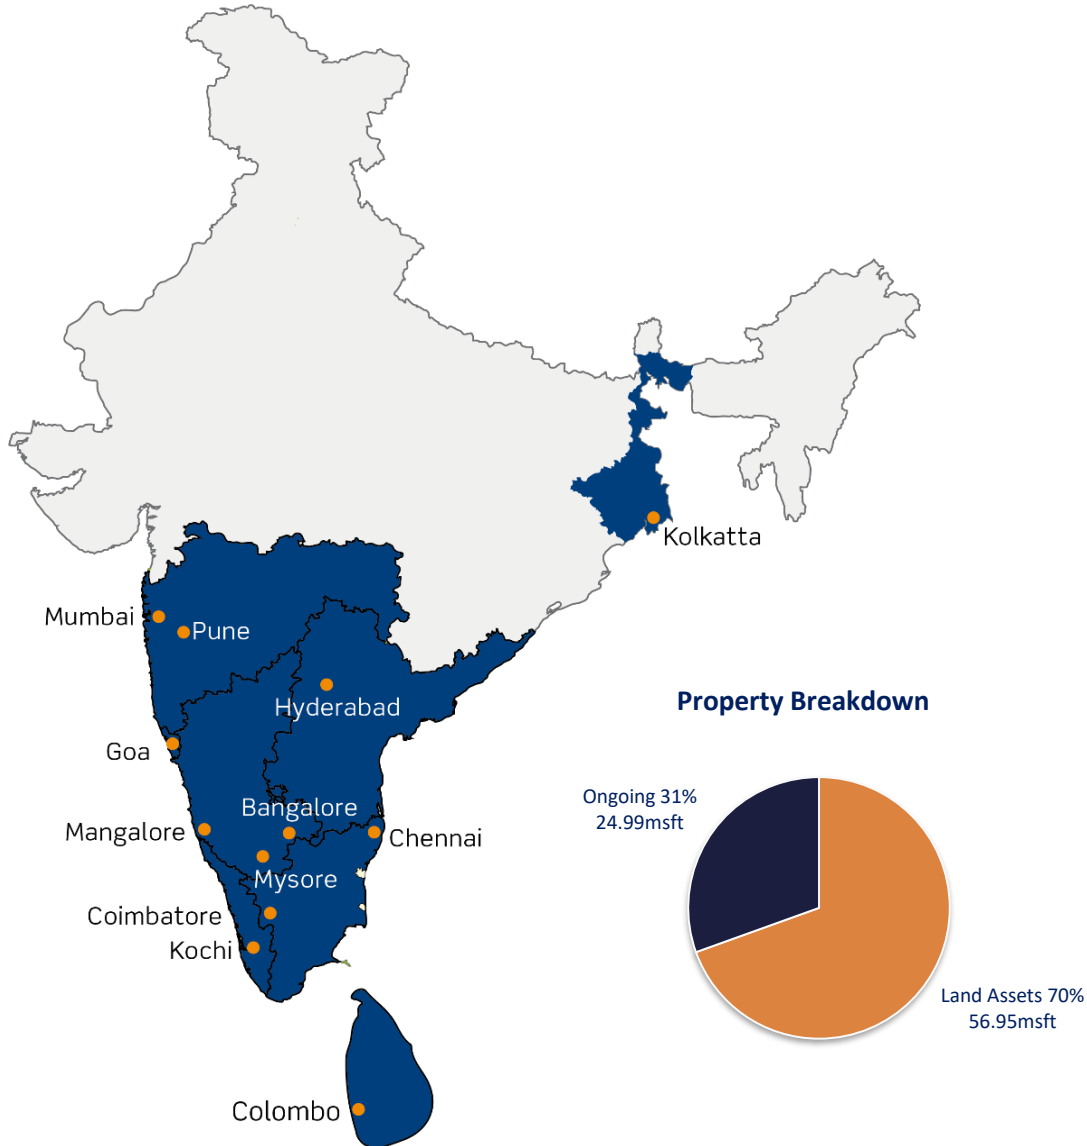 Kolkatta
Mumbai
Pune
Hyderabad
Property Breakdown
Goa
Ongoing 31%
24.99msft
Bangalore
Mangalore
Chennai
Mysore
Coimbatore
Kochi
Land Assets 70%
56.95msft
Colombo